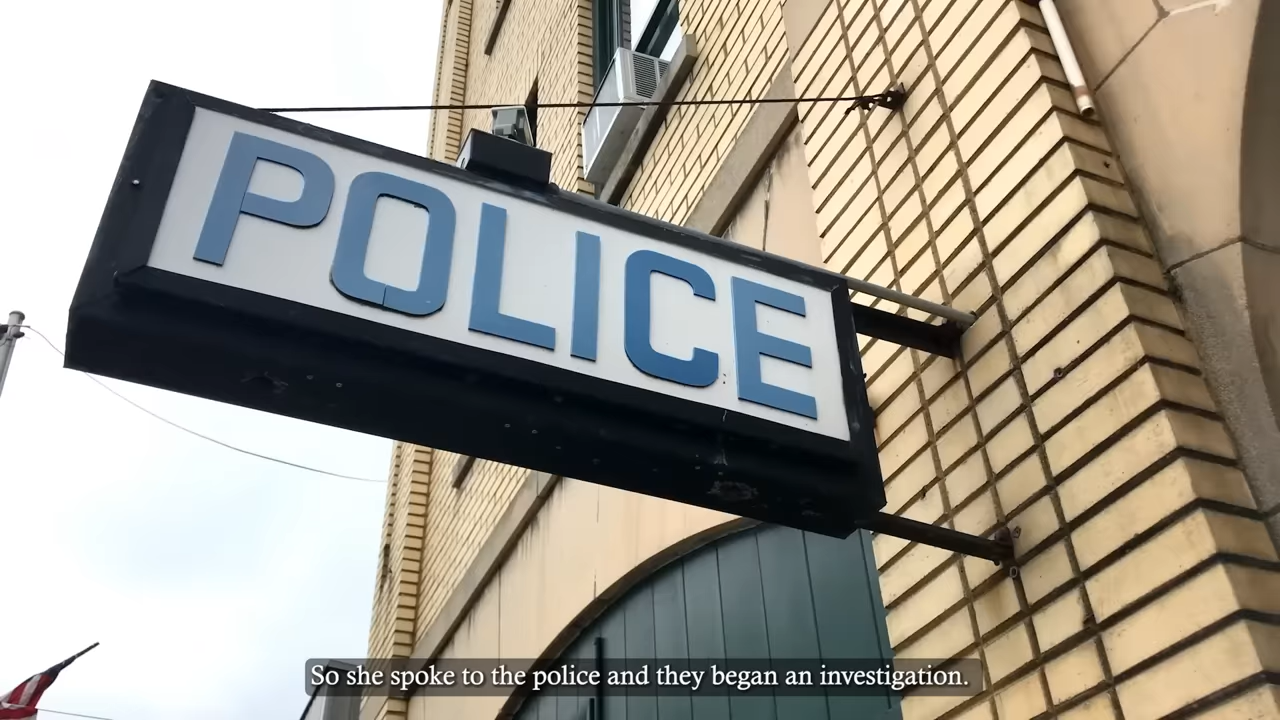 POLICE
So she spoke to the police and they began an investigation.